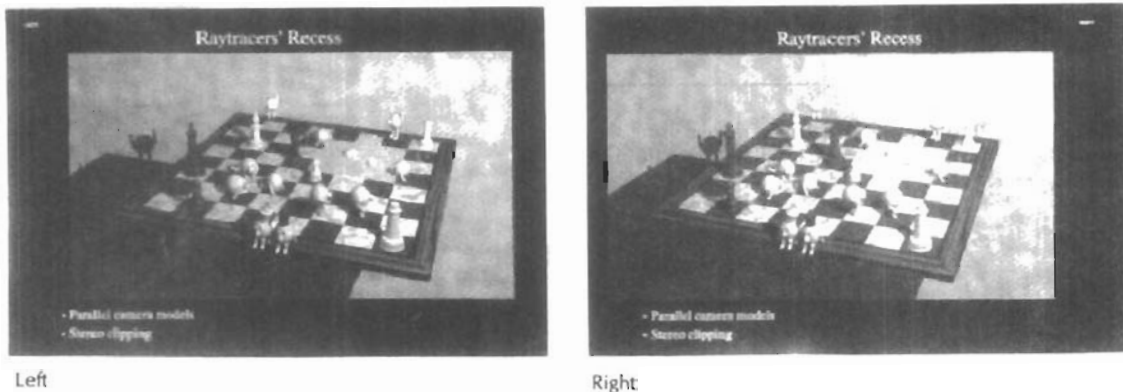 Raytracers' Recess
- Parallel camera models
- Stereo clipping
Left
Raytracers' Recess
- Parallel camera models
- Stereo clipping
Right